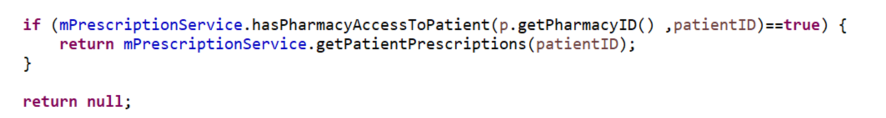 if (mPrescriptionService.hasPharmacyAccessToPatient(p.getPharmacyID() ,patientID)==true) {
    return mPrescriptionService.getPatientPrescriptions(patientID);
}
return null;